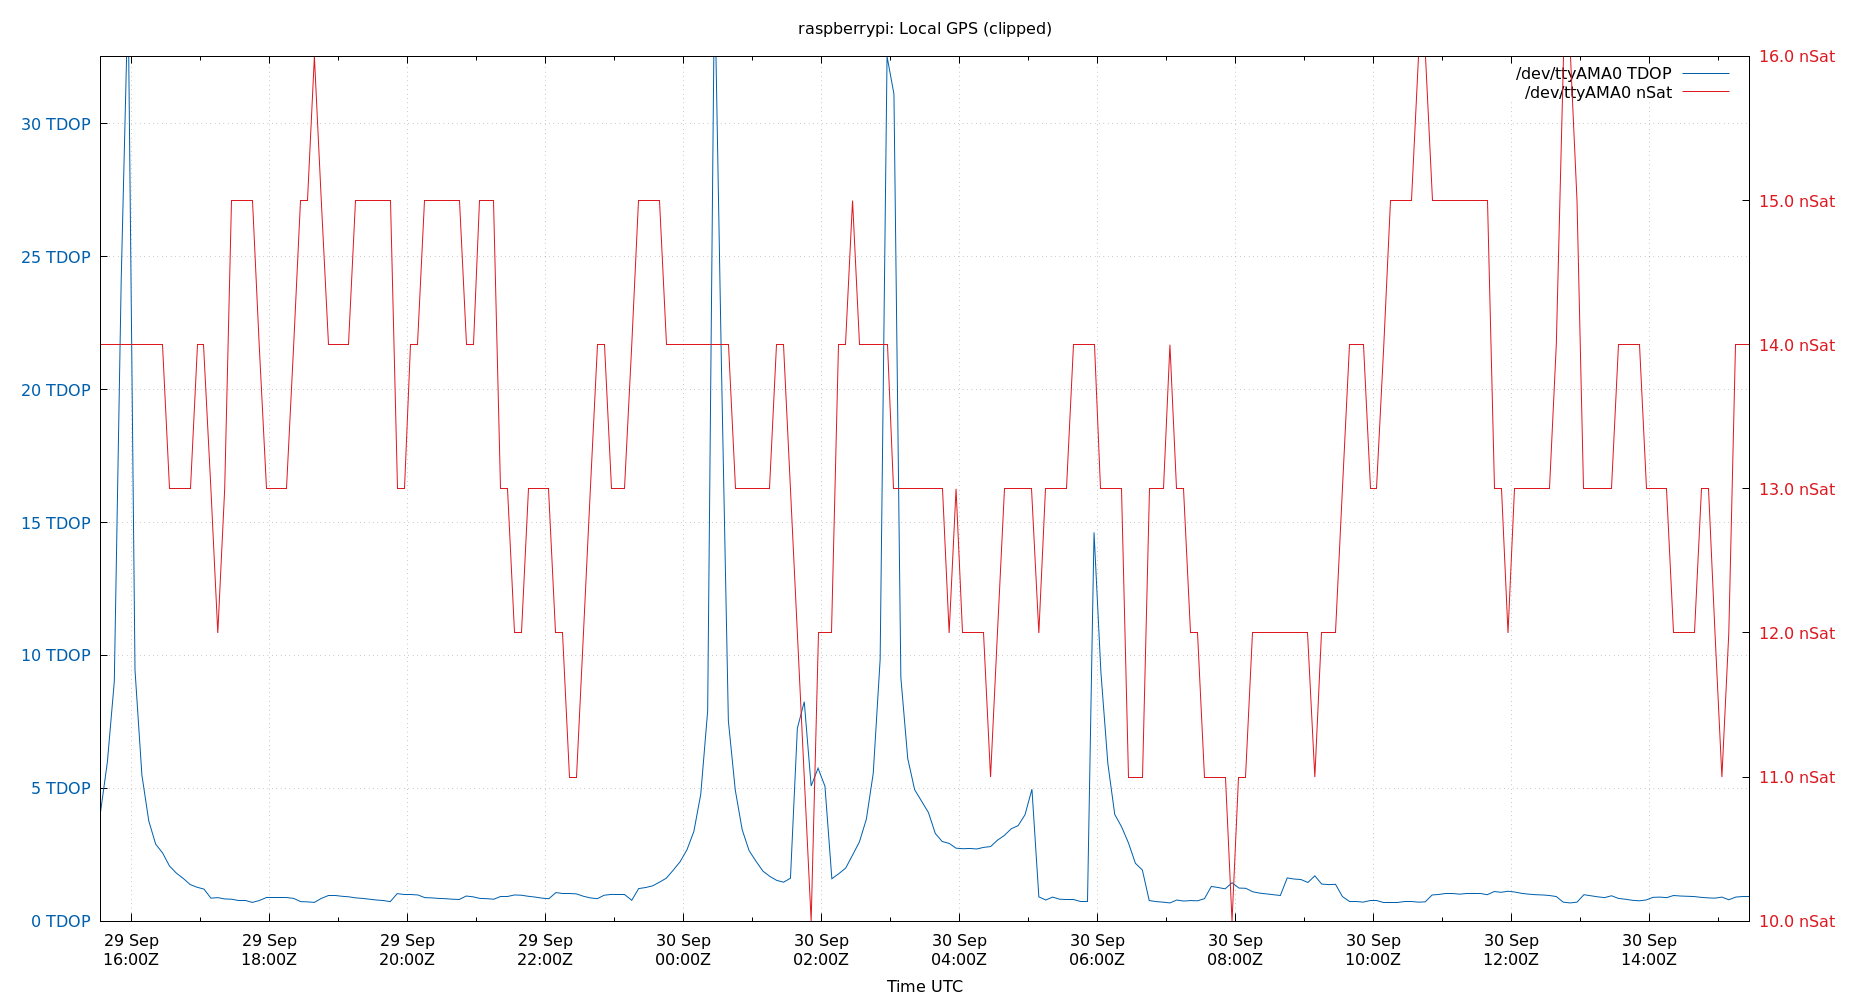 raspberrypi: Local GPS (clipped)
16.0 nSat
/dev/ttyAMA0 TDOP
/dev/ttyAMA0 nSat
30 TDOP
15.0 nSat
25 TDOP
14.0 nSat
20 TDOP
13.0 nSat
15 TDOP
12.0 nSat
10 TDOP
11.0 nSat
5 TDOP
0 TDOP
10.0 nSat
29 Sep 29 Sep 29 Sep 29 Sep 30 Sep 30 Sep 30 Sep 30 Sep 30 Sep 30 Sep 30 Sep 30 Sep
16:00Z 18:00Z 20:00Z 22:00Z 00:00Z 02:00Z 04:00Z 06:00Z 08:00Z 10:00Z 12:00Z 14:00Z
Time UTC